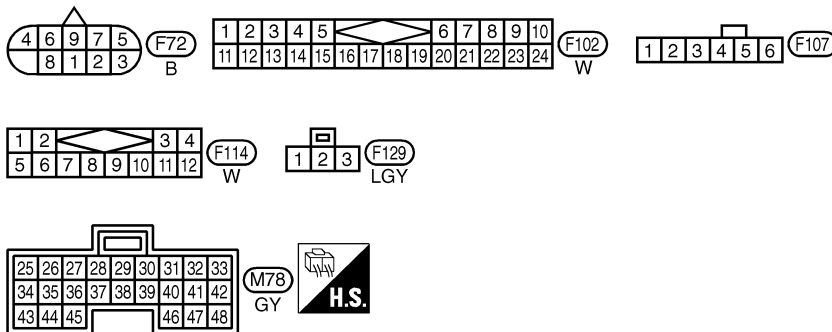 4 6 9 7 5
8 1 2 3
F72
B
1 2 3 4 5 6 7 8 9 10
11 12 13 14 15 16 17 18 19 20 21 22 23 24
F102
W
1 2 3 4 5 6
F107
1 2 3 4
5 6 7 8 9 10 11 12
F114
W
1 2 3
F129
LGY
25 26 27 28 29 30 31 32 33
34 35 36 37 38 39 40 41 42
43 44 45 46 47 48
M78
GY
H.S.